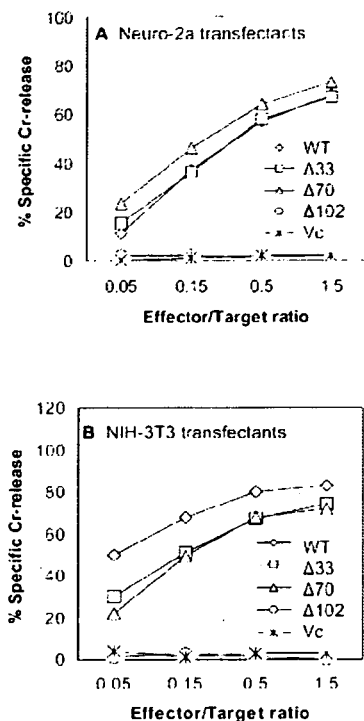 A Neuro-2a transfectants
100
80
60
40
20
0
% Specific Cr-release
WT
Δ33
Δ70
Δ102
Vc
0.05 0.15 0.5 1.5
Effector/Target ratio
B NIH-3T3 transfectants
120
100
80
60
40
20
0
% Specific Cr-release
WT
Δ33
Δ70
Δ102
Vc
0.05 0.15 0.5 1.5
Effector/Target ratio